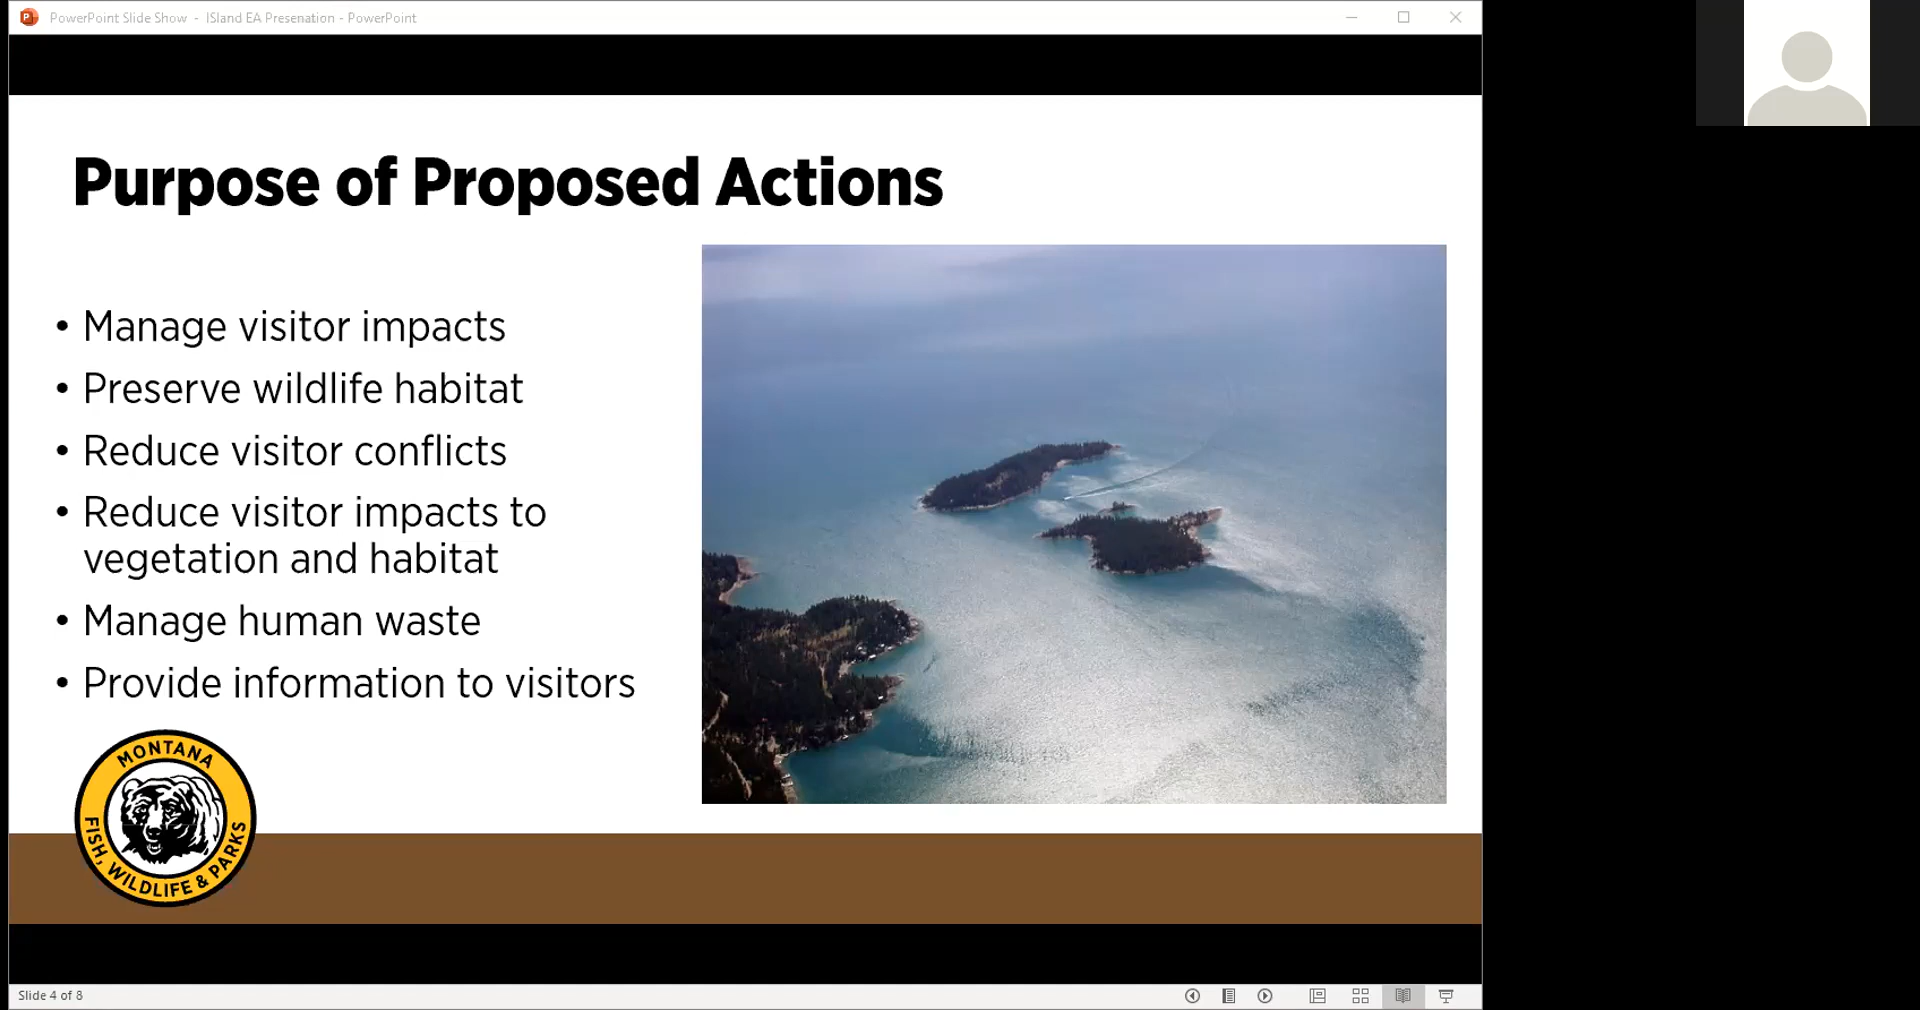 PowerPoint Slide Show - ISland EA Presenation - PowerPoint
Purpose of Proposed Actions
• Manage visitor impacts
• Preserve wildlife habitat
• Reduce visitor conflicts
• Reduce visitor impacts to
vegetation and habitat
• Manage human waste
• Provide information to visitors
MONTANA
FISH, WILDLIFE & PARKS
Slide 4 of 8